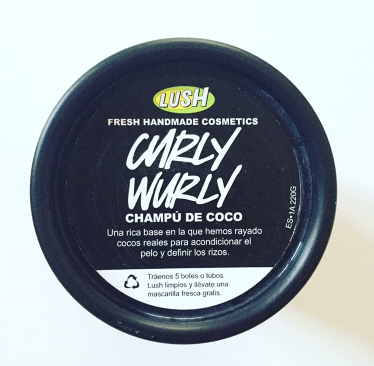 LUSH
FRESH HANDMADE COSMETICS
CURLY
WURLY
CHAMPÚ DE COCO
Una rica base en la que hemos rayado
cocos reales para acondicionar el
pelo y definir los rizos.
Tráenos 5 botes o tubos
Lush limpios y llévate una
mascarilla fresca gratis.
ES•1A 220G